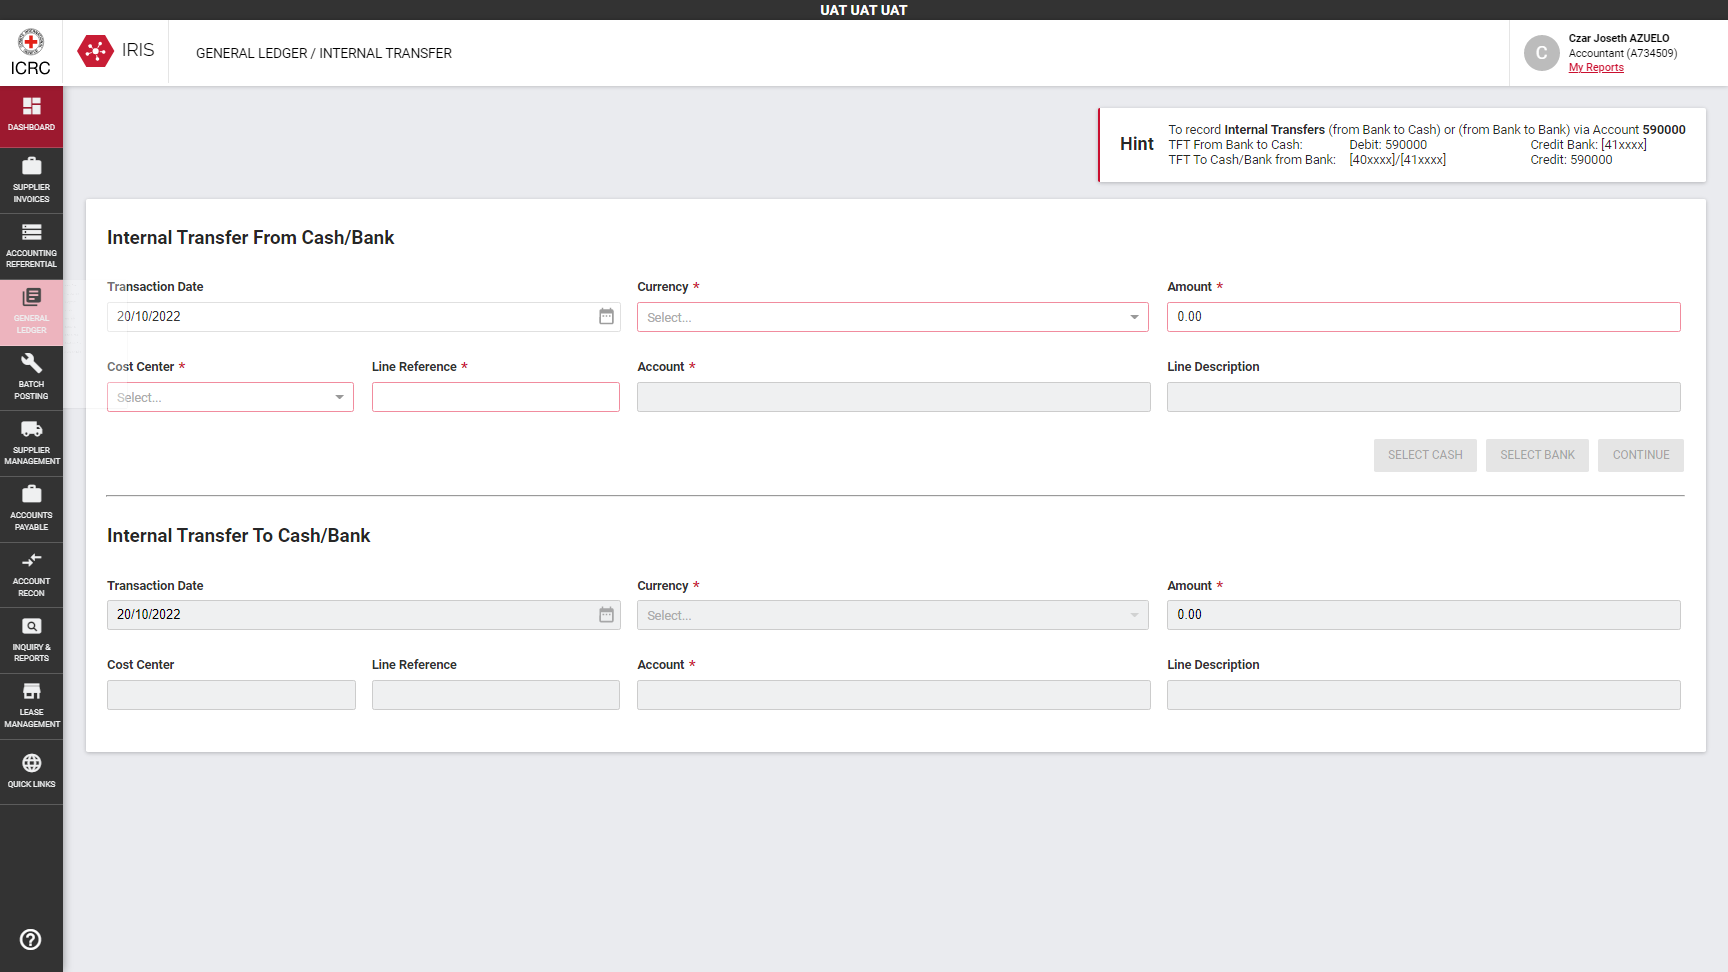 UAT UAT UAT
ICRC
IRIS
GENERAL LEDGER / INTERNAL TRANSFER
C
Czar Joseth AZUELO
Accountant (A734509)
My Reports
DASHBOARD
SUPPLIER
INVOICES
ACCOUNTING
REFERENTIAL
GENERAL
LEDGER
BATCH
POSTING
SUPPLIER
MANAGEMENT
ACCOUNTS
PAYABLE
ACCOUNT
RECON
INQUIRY &
REPORTS
LEASE
MANAGEMENT
QUICK LINKS
Hint
To record Internal Transfers (from Bank to Cash) or (from Bank to Bank) via Account 590000
TFT From Bank to Cash: Debit: 590000 Credit Bank: [41xxxx]
TFT To Cash/Bank from Bank: [40xxxx]/[41xxxx] Credit: 590000
Internal Transfer From Cash/Bank
Transaction Date Currency * Amount *
20/10/2022 Select... 0.00
Cost Center * Line Reference * Account * Line Description
Select...
SELECT CASH SELECT BANK CONTINUE
Internal Transfer To Cash/Bank
Transaction Date Currency * Amount *
20/10/2022 Select... 0.00
Cost Center Line Reference Account * Line Description